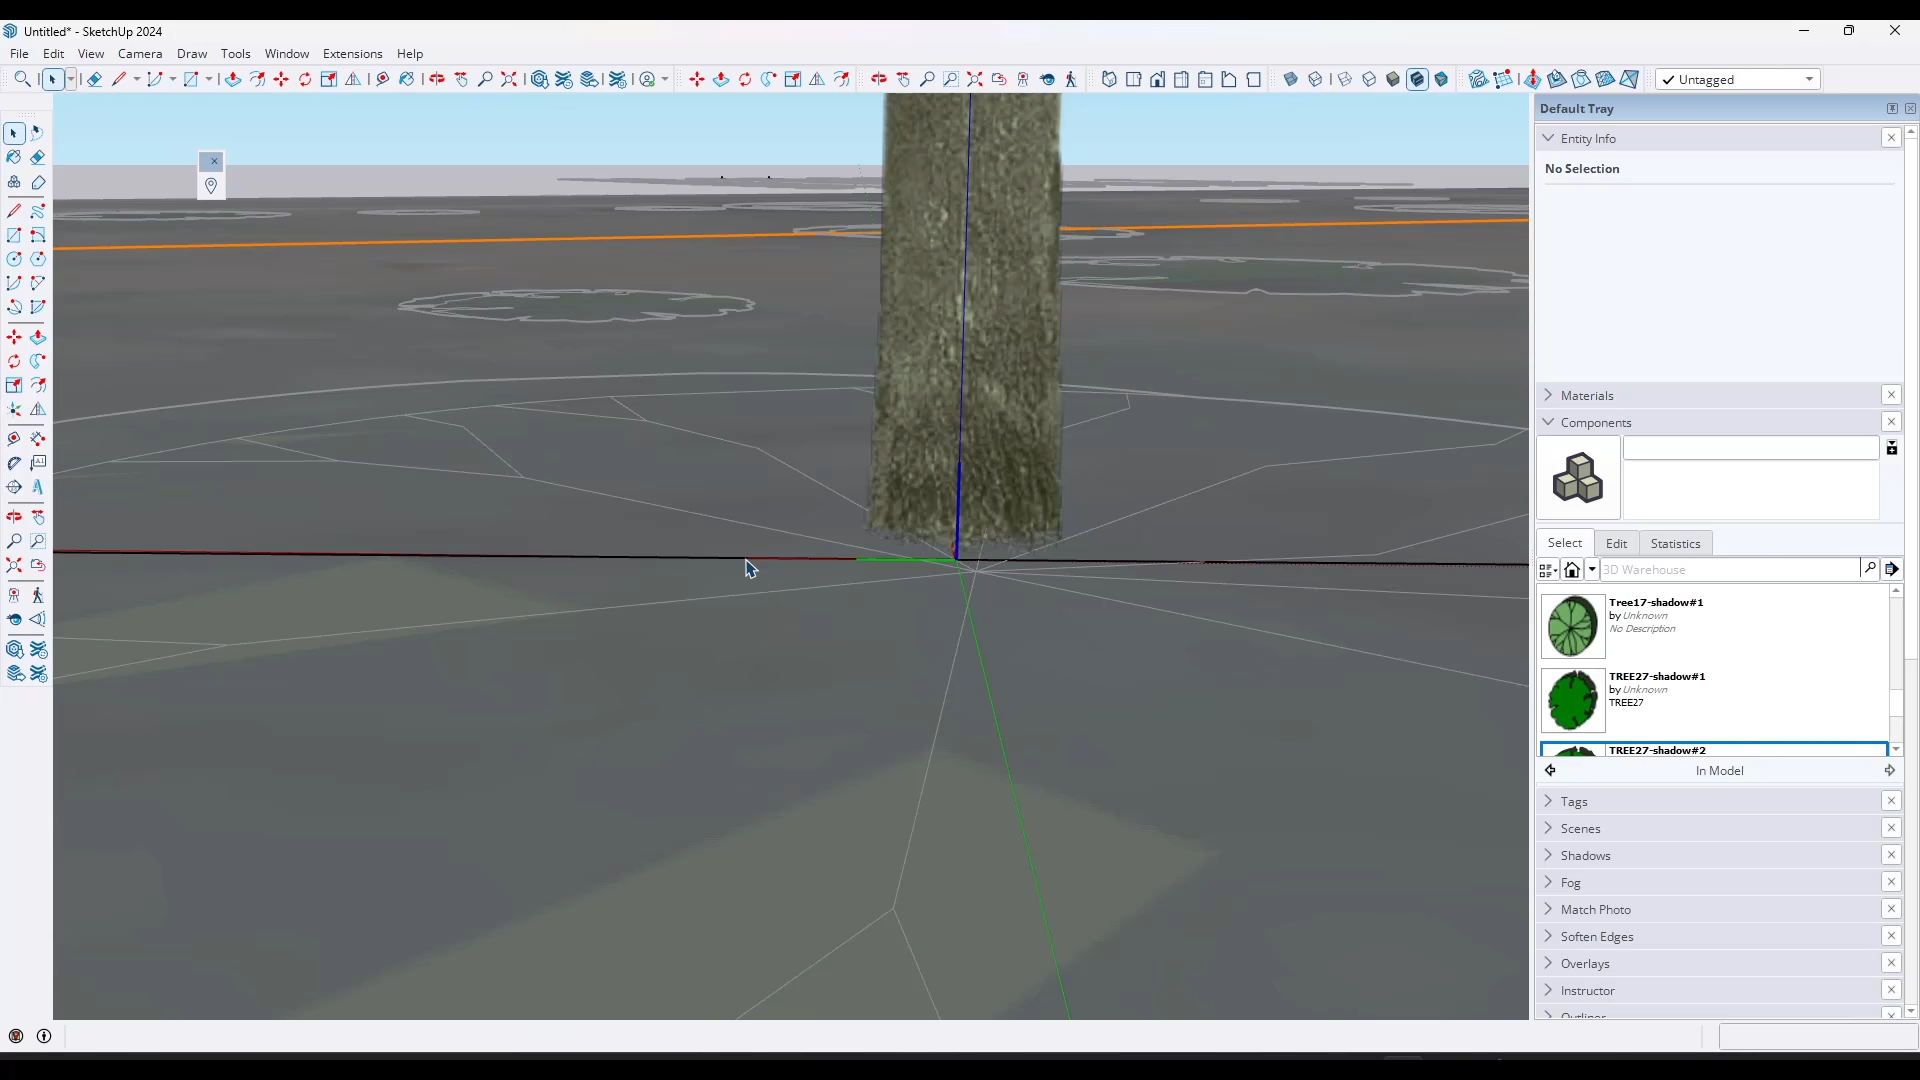 Untitled* - SketchUp 2024
File Edit View Camera Draw Tools Window Extensions Help
Untagged
Default Tray
Entity Info
No Selection
Materials
Components
Select Edit Statistics
3D Warehouse
Tree17-shadow#1
by Unknown
No Description
TREE27-shadow#1
by Unknown
TREE27
TREE27-shadow#2
In Model
Tags
Scenes
Shadows
Fog
Match Photo
Soften Edges
Overlays
Instructor
Outliner